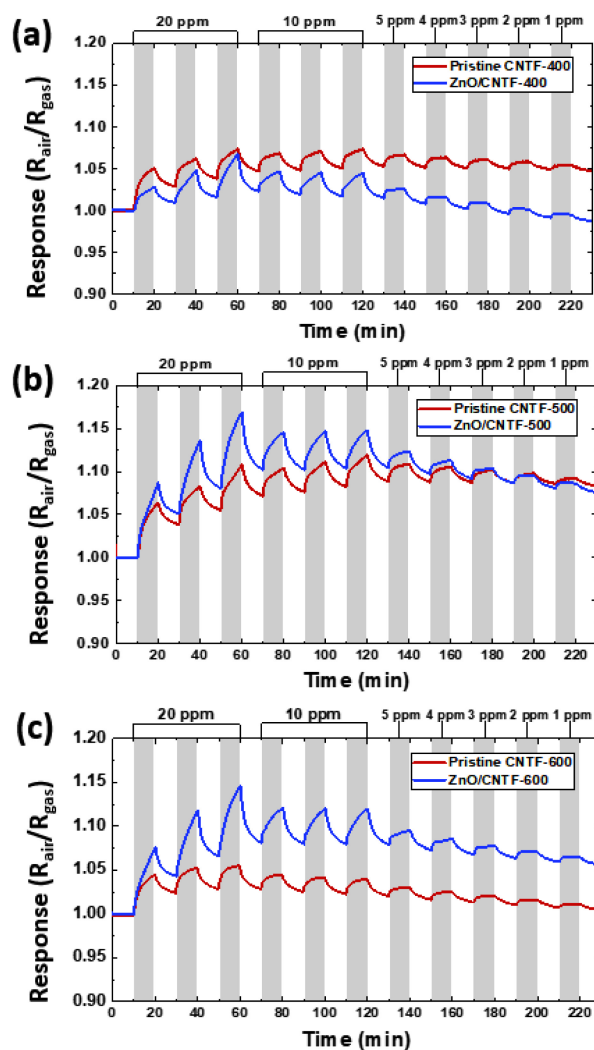 (a)
20 ppm 10 ppm 5 ppm 4 ppm 3 ppm 2 ppm 1 ppm
Pristine CNTF-400
ZnO/CNTF-400
Response (Rair/Rgas)
1.20
1.15
1.10
1.05
1.00
0.95
0.90
0 20 40 60 80 100 120 140 160 180 200 220
Time (min)
(b)
20 ppm 10 ppm 5 ppm 4 ppm 3 ppm 2 ppm 1 ppm
Pristine CNTF-500
ZnO/CNTF-500
Response (Rair/Rgas)
1.20
1.15
1.10
1.05
1.00
0.95
0.90
0 20 40 60 80 100 120 140 160 180 200 220
Time (min)
(c)
20 ppm 10 ppm 5 ppm 4 ppm 3 ppm 2 ppm 1 ppm
Pristine CNTF-600
ZnO/CNTF-600
Response (Rair/Rgas)
1.20
1.15
1.10
1.05
1.00
0.95
0.90
0 20 40 60 80 100 120 140 160 180 200 220
Time (min)